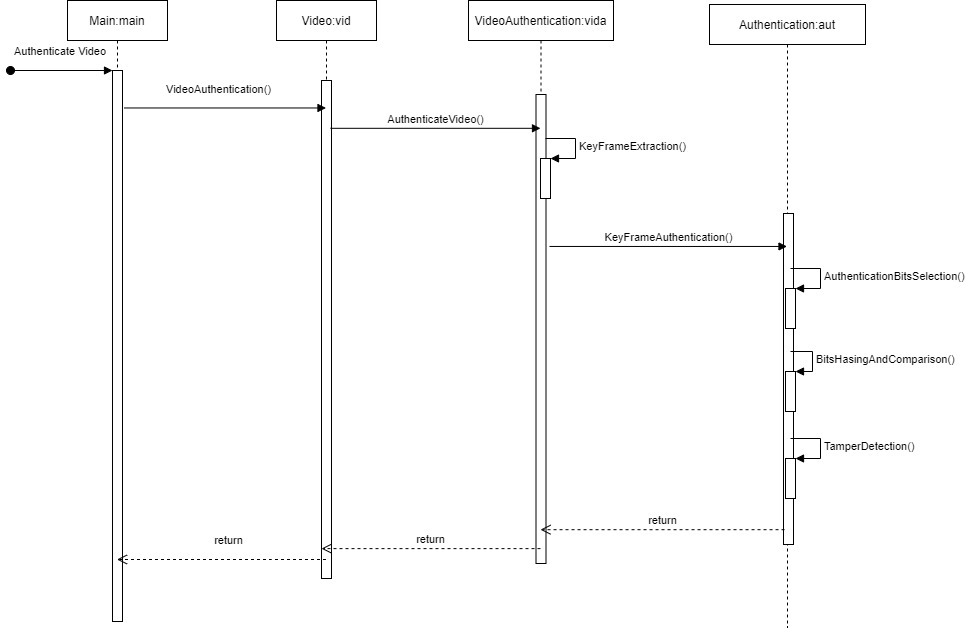 Main:main
Video:vid
VideoAuthentication:vida
Authentication:aut
Authenticate Video
VideoAuthentication()
AuthenticateVideo()
KeyFrameExtraction()
KeyFrameAuthentication()
AuthenticationBitsSelection()
BitsHasingAndComparison()
TamperDetection()
return
return
return